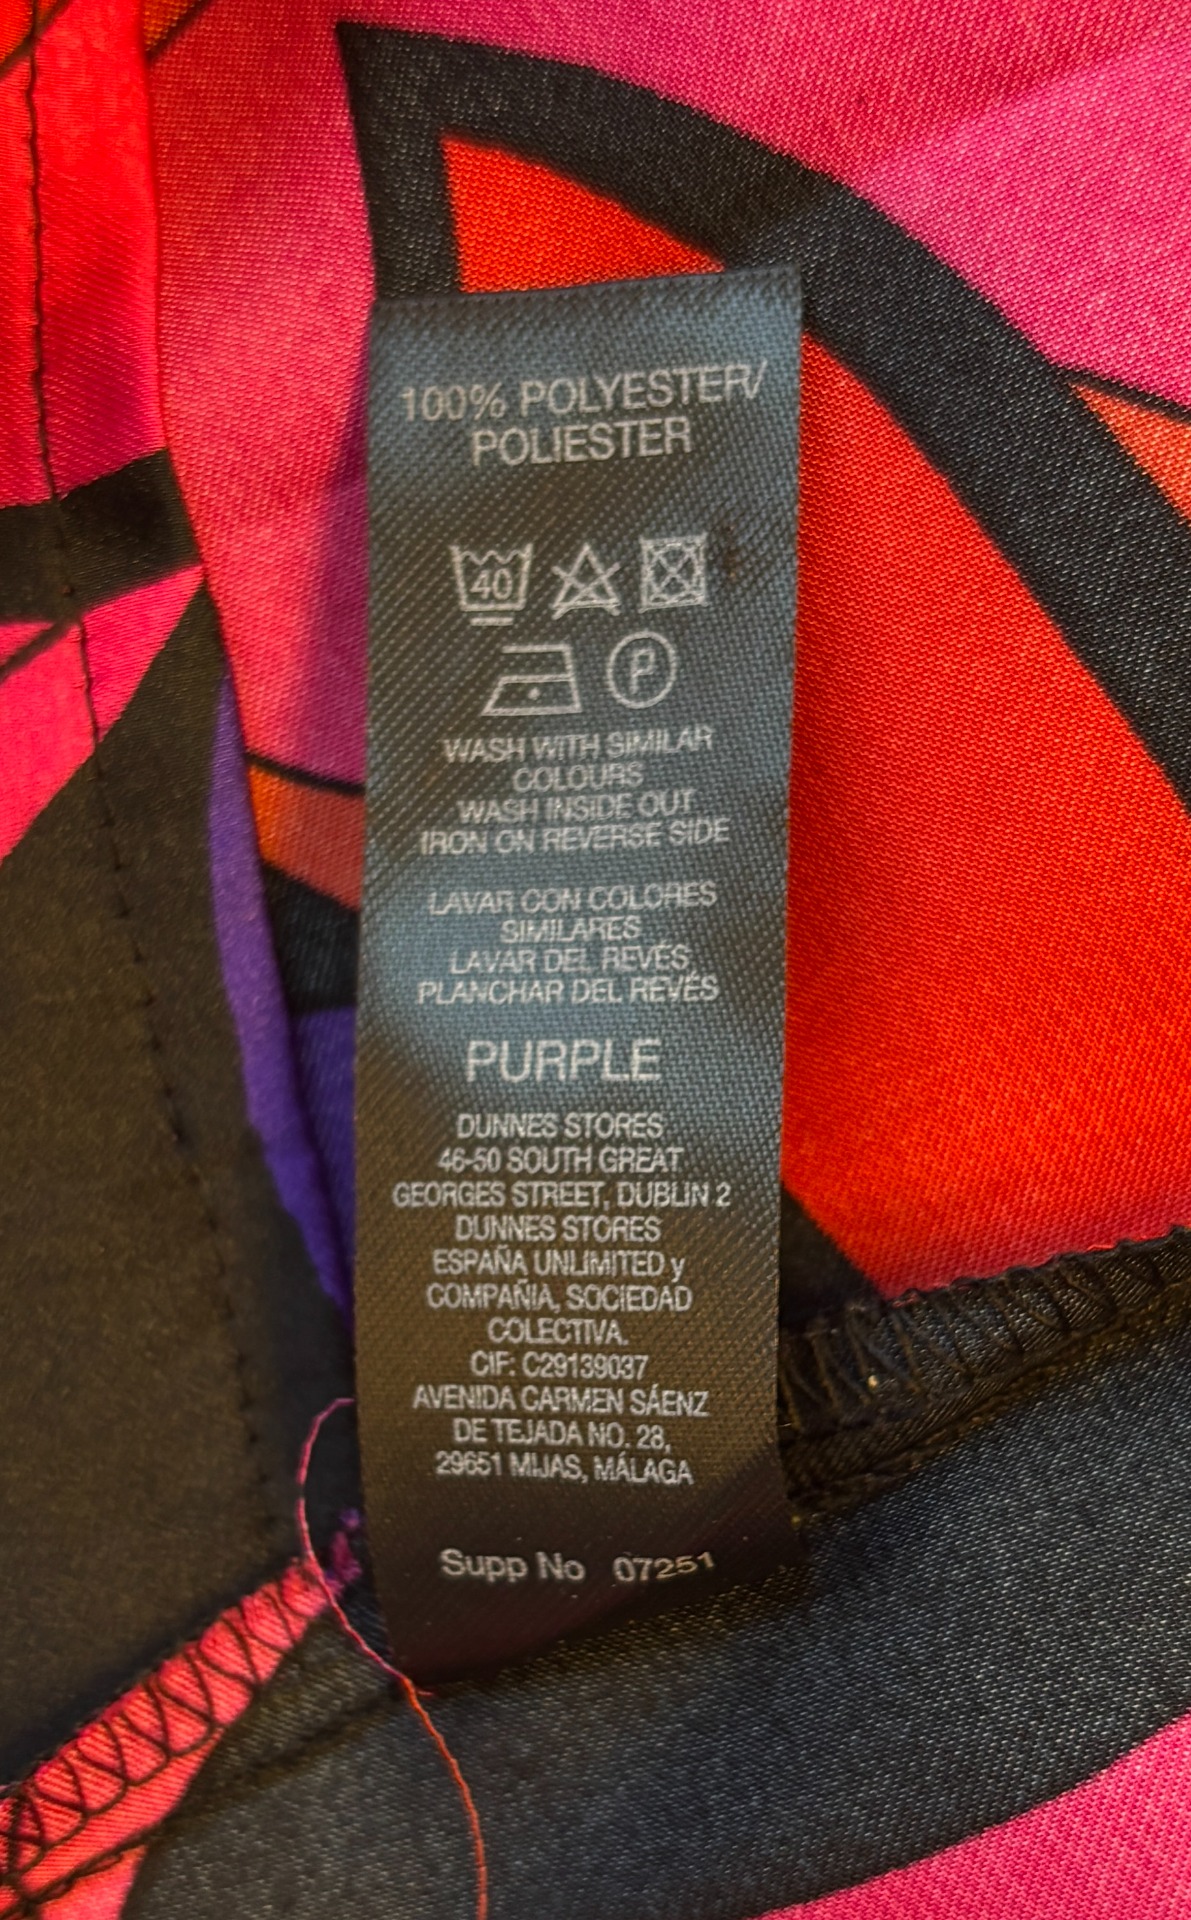 100% POLYESTER/
POLIESTER
40
P
WASH WITH SIMILAR
COLOURS
WASH INSIDE OUT
IRON ON REVERSE SIDE
LAVAR CON COLORES
SIMILARES
LAVAR DEL REVÉS
PLANCHAR DEL REVÉS
PURPLE
DUNNES STORES
46-50 SOUTH GREAT
GEORGES STREET, DUBLIN 2
DUNNES STORES
ESPAÑA UNLIMITED y
COMPAÑIA, SOCIEDAD
COLECTIVA.
CIF: C29139037
AVENIDA CARMEN SÁENZ
DE TEJADA NO. 28,
29651 MIJAS, MÁLAGA
Supp No 07251